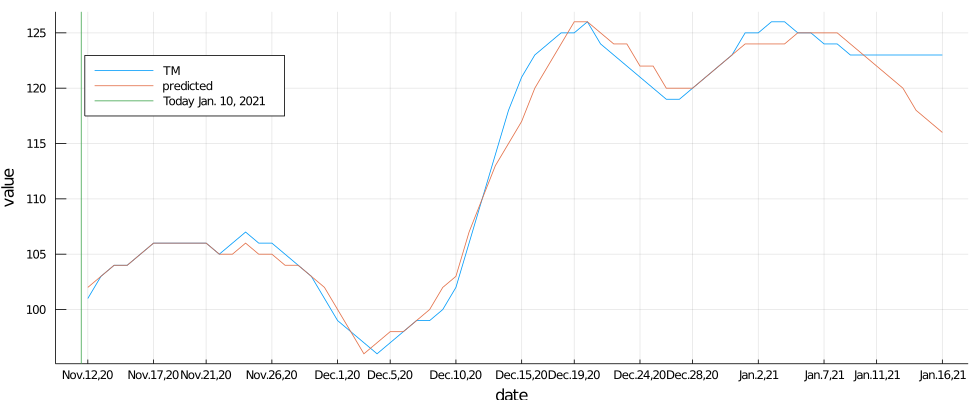 125
120
115
110
105
100
value
TM
predicted
Today Jan. 10, 2021
Nov.12,20 Nov.17,20 Nov.21,20 Nov.26,20 Dec.1,20 Dec.5,20 Dec.10,20 Dec.15,20 Dec.19,20 Dec.24,20 Dec.28,20 Jan.2,21 Jan.7,21 Jan.11,21 Jan.16,21
date